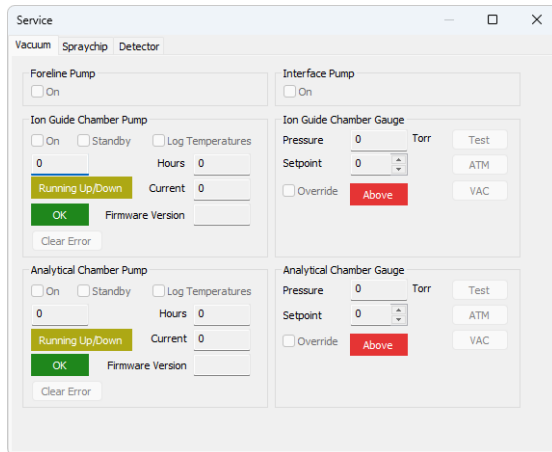 Service
Vacuum Spraychip Detector
Foreline Pump
On
Interface Pump
On
Ion Guide Chamber Pump
On Standby Log Temperatures
0 Hours 0
Running Up/Down Current 0
OK Firmware Version
Clear Error
Ion Guide Chamber Gauge
Pressure 0 Torr Test
Setpoint 0 ATM
Override Above VAC
Analytical Chamber Pump
On Standby Log Temperatures
0 Hours 0
Running Up/Down Current 0
OK Firmware Version
Clear Error
Analytical Chamber Gauge
Pressure 0 Torr Test
Setpoint 0 ATM
Override Above VAC